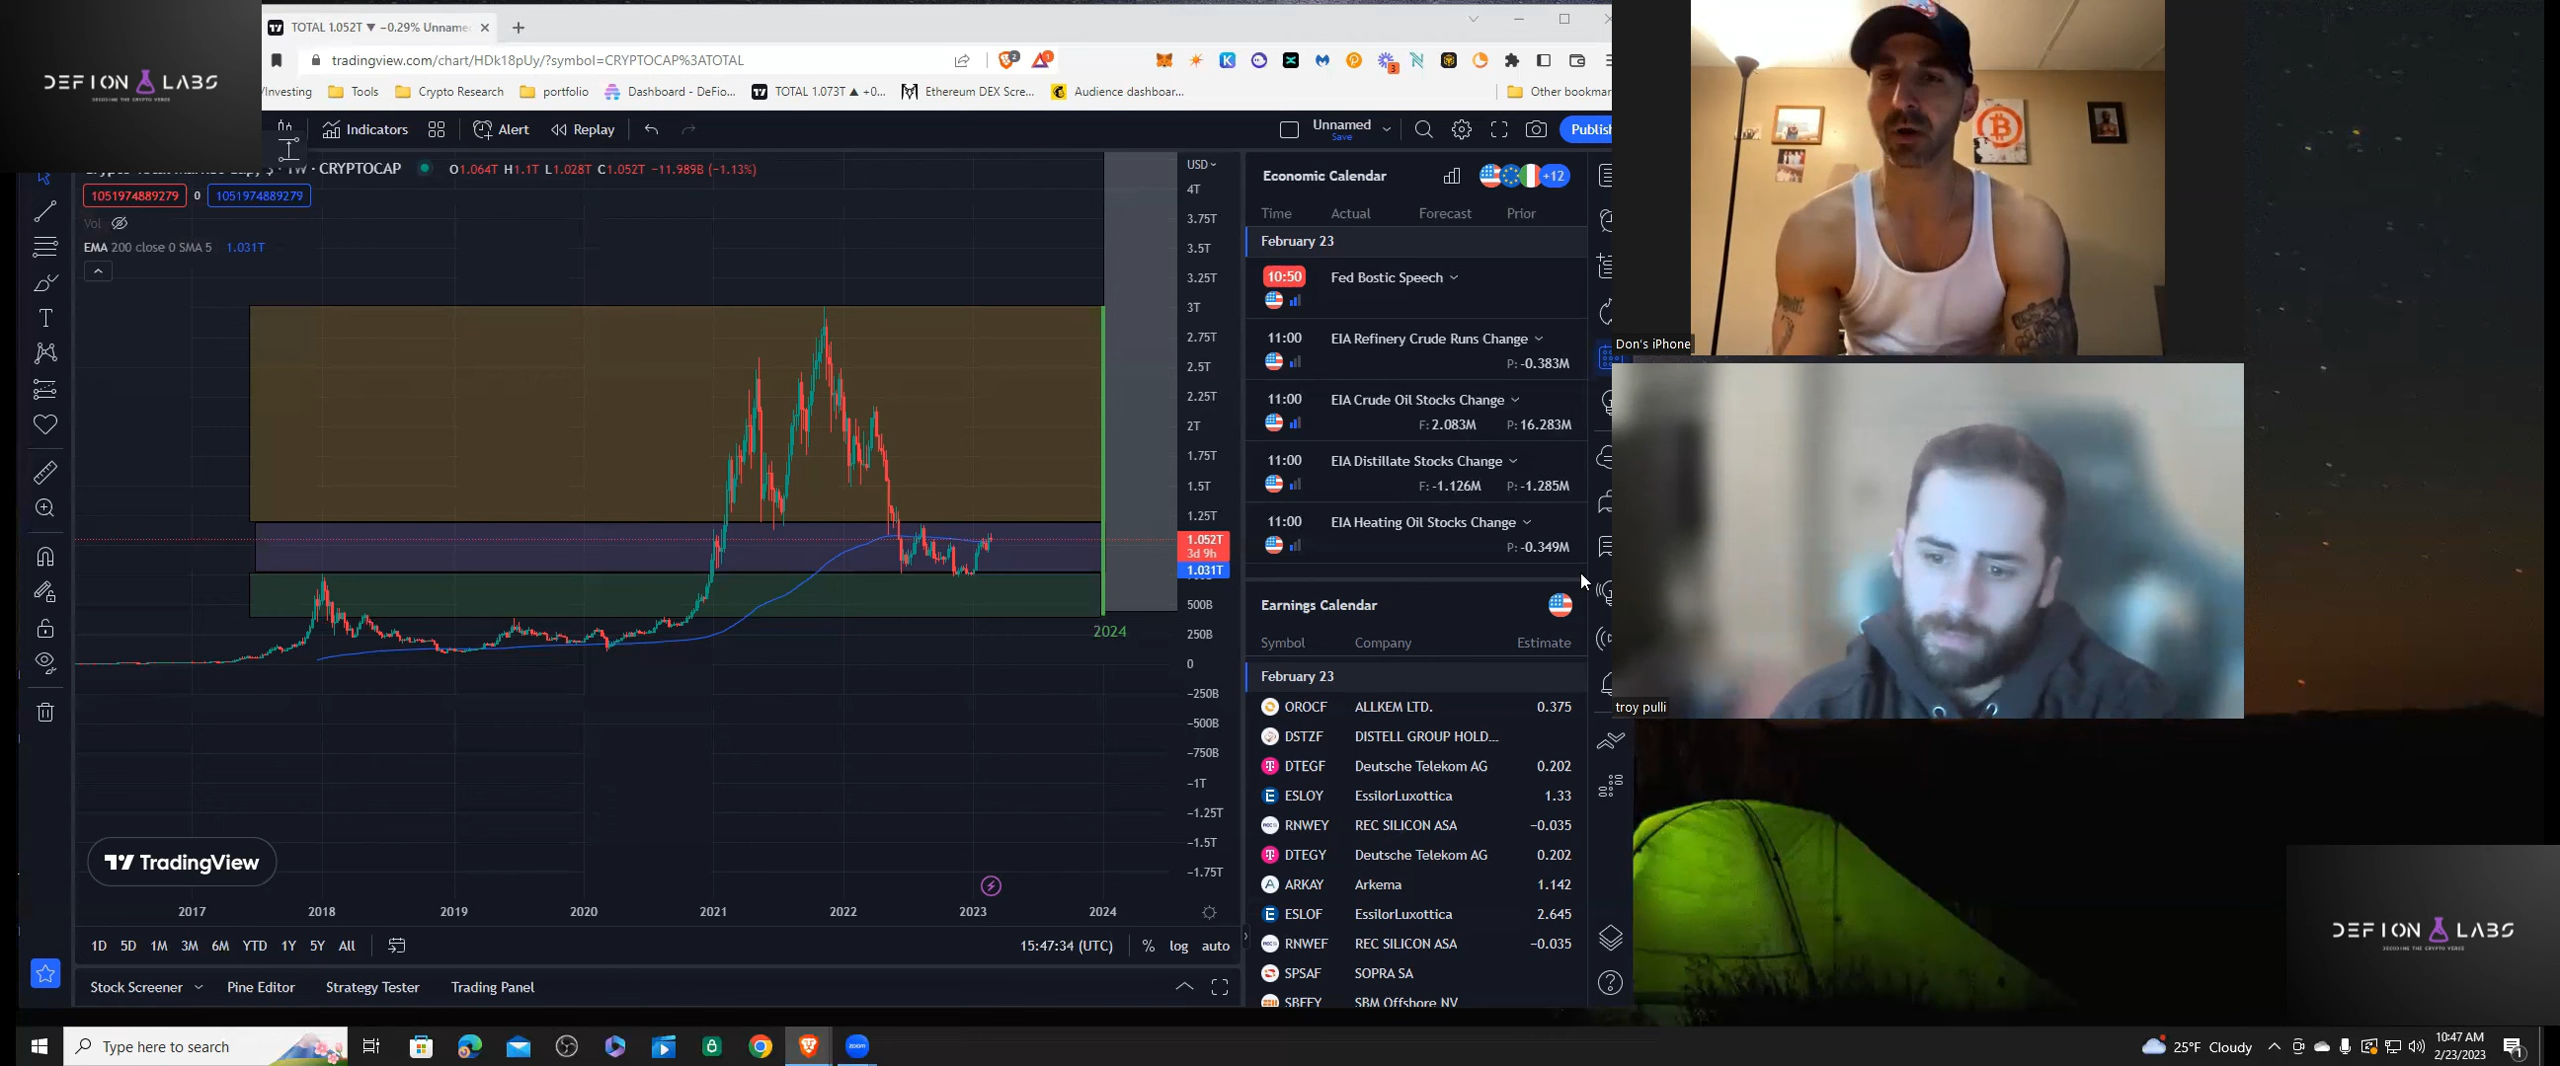 DEFION LABS
DECODING THE CRYPTO VERSE
TOTAL 1.052T ▼ −0.29% Unname
tradingview.com/chart/HDk18pUy/?symbol=CRYPTOCAP%3ATOTAL
2
1
3
/Investing
Tools
Crypto Research
portfolio
Dashboard - DeFio...
TOTAL 1.073T ▲ +0...
Ethereum DEX Scre...
Audience dashboar...
Other bookmar
Indicators
Alert
Replay
Unnamed
Save
Publish
1W · CRYPTOCAP
O1.064T H1.1T L1.028T C1.052T −11.989B (−1.13%)
1051974889279
0
1051974889279
Vol
EMA 200 close 0 SMA 5 1.031T
USD
4T
3.75T
3.5T
3.25T
3T
2.75T
2.5T
2.25T
2T
1.75T
1.5T
1.25T
1.052T
3d 9h
1.031T
500B
250B
0
−250B
−500B
−750B
−1T
−1.25T
−1.5T
−1.75T
2024
TradingView
2017
2018
2019
2020
2021
2022
2023
2024
1D 5D 1M 3M 6M YTD 1Y 5Y All
15:47:34 (UTC)
% log auto
Stock Screener
Pine Editor
Strategy Tester
Trading Panel
Economic Calendar
+12
Time Actual Forecast Prior
February 23
10:50 Fed Bostic Speech
11:00 EIA Refinery Crude Runs Change
P: -0.383M
11:00 EIA Crude Oil Stocks Change
F: 2.083M P: 16.283M
11:00 EIA Distillate Stocks Change
F: -1.126M P: -1.285M
11:00 EIA Heating Oil Stocks Change
P: -0.349M
Earnings Calendar
Symbol Company Estimate
February 23
OROCF ALLKEM LTD. 0.375
DSTZF DISTELL GROUP HOLD...
DTEGF Deutsche Telekom AG 0.202
ESLOY EssilorLuxottica 1.33
RNWEY REC SILICON ASA −0.035
DTEGY Deutsche Telekom AG 0.202
ARKAY Arkema 1.142
ESLOF EssilorLuxottica 2.645
RNWEF REC SILICON ASA −0.035
SPSAF SOPRA SA
SBFFY SBM Offshore NV
Don's iPhone
troy pulli
DEFION LABS
DECODING THE CRYPTO VERSE
Type here to search
zoom
25°F Cloudy
10:47 AM
2/23/2023
1